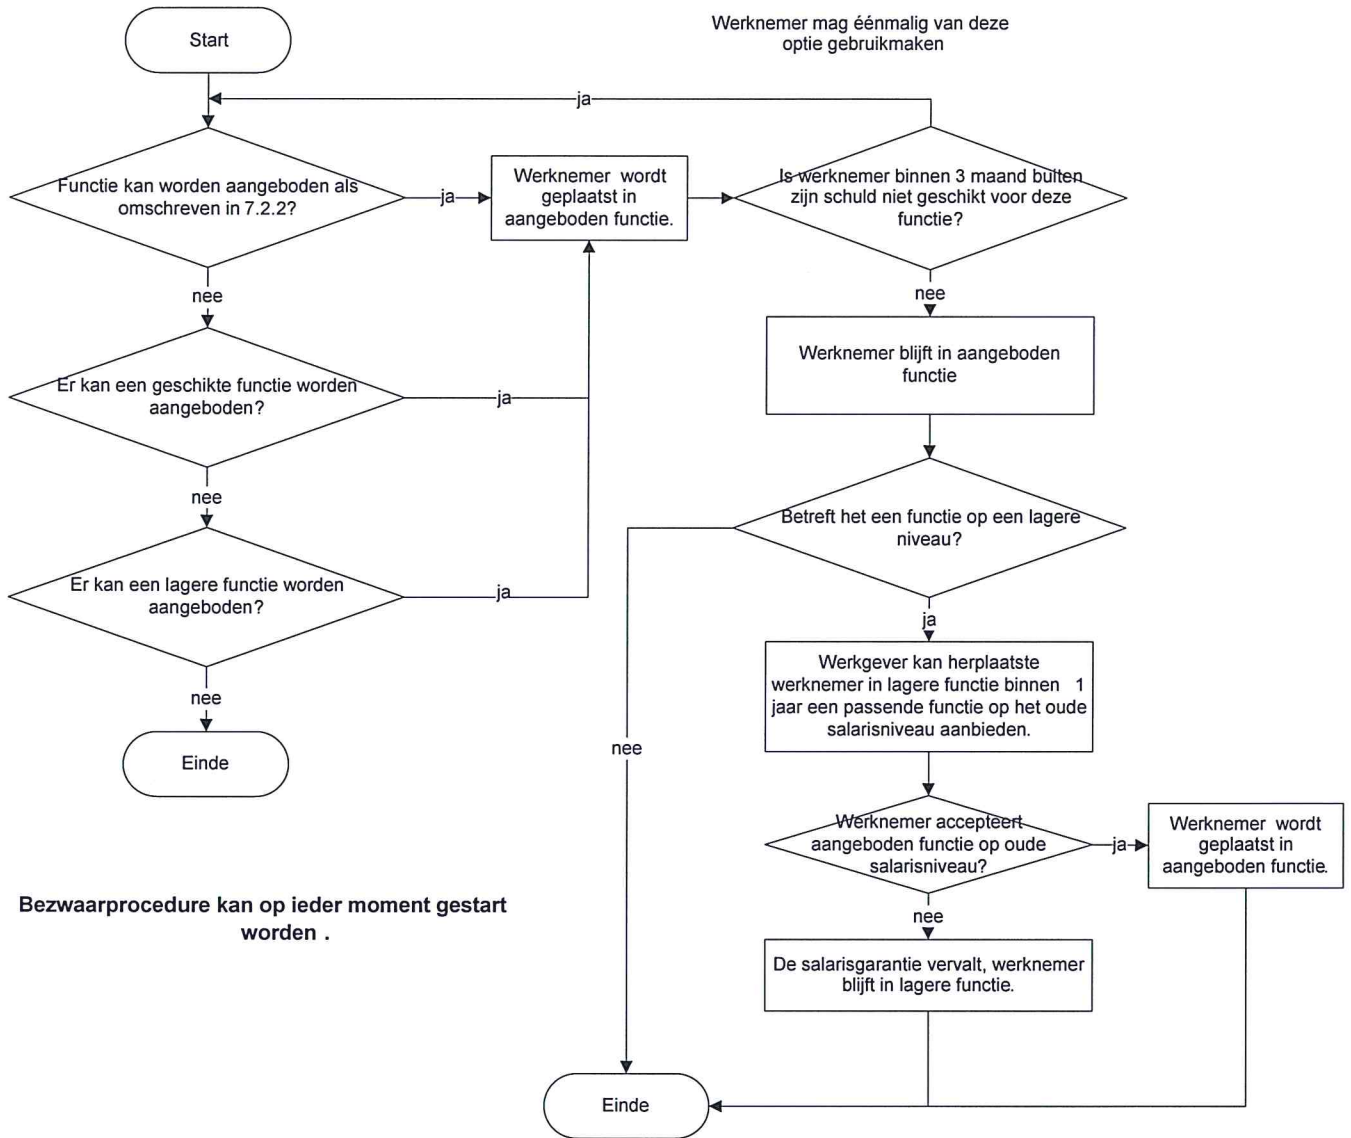 Start
Werknemer mag éénmalig van deze
optie gebruikmaken
ja
Functie kan worden aangeboden als
omschreven in 7.2.2?
ja
Werknemer wordt
geplaatst in
aangeboden functie.
Is werknemer binnen 3 maand buiten
zijn schuld niet geschikt voor deze
functie?
nee
nee
Er kan een geschikte functie worden
aangeboden?
ja
Werknemer blijft in aangeboden
functie
nee
Betreft het een functie op een lagere
niveau?
Er kan een lagere functie worden
aangeboden?
ja
ja
nee
Einde
Werkgever kan herplaatste
werknemer in lagere functie binnen 1
jaar een passende functie op het oude
salarisniveau aanbieden.
nee
Werknemer accepteert
aangeboden functie op oude
salarisniveau?
ja
Werknemer wordt
geplaatst in
aangeboden functie.
Bezwaarprocedure kan op ieder moment gestart
worden .
nee
De salarisgarantie vervalt, werknemer
blijft in lagere functie.
Einde